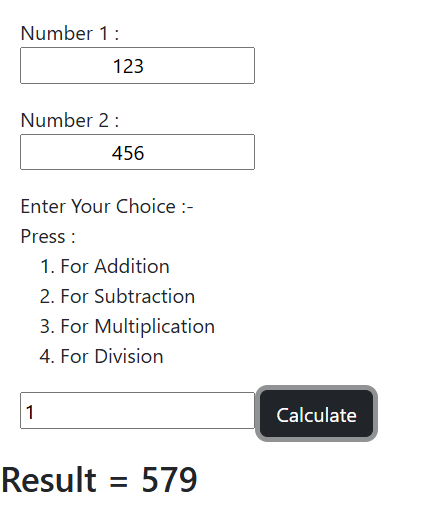 Number 1 :
123
Number 2 :
456
Enter Your Choice :-
Press :
1. For Addition
2. For Subtraction
3. For Multiplication
4. For Division
1 Calculate
Result = 579